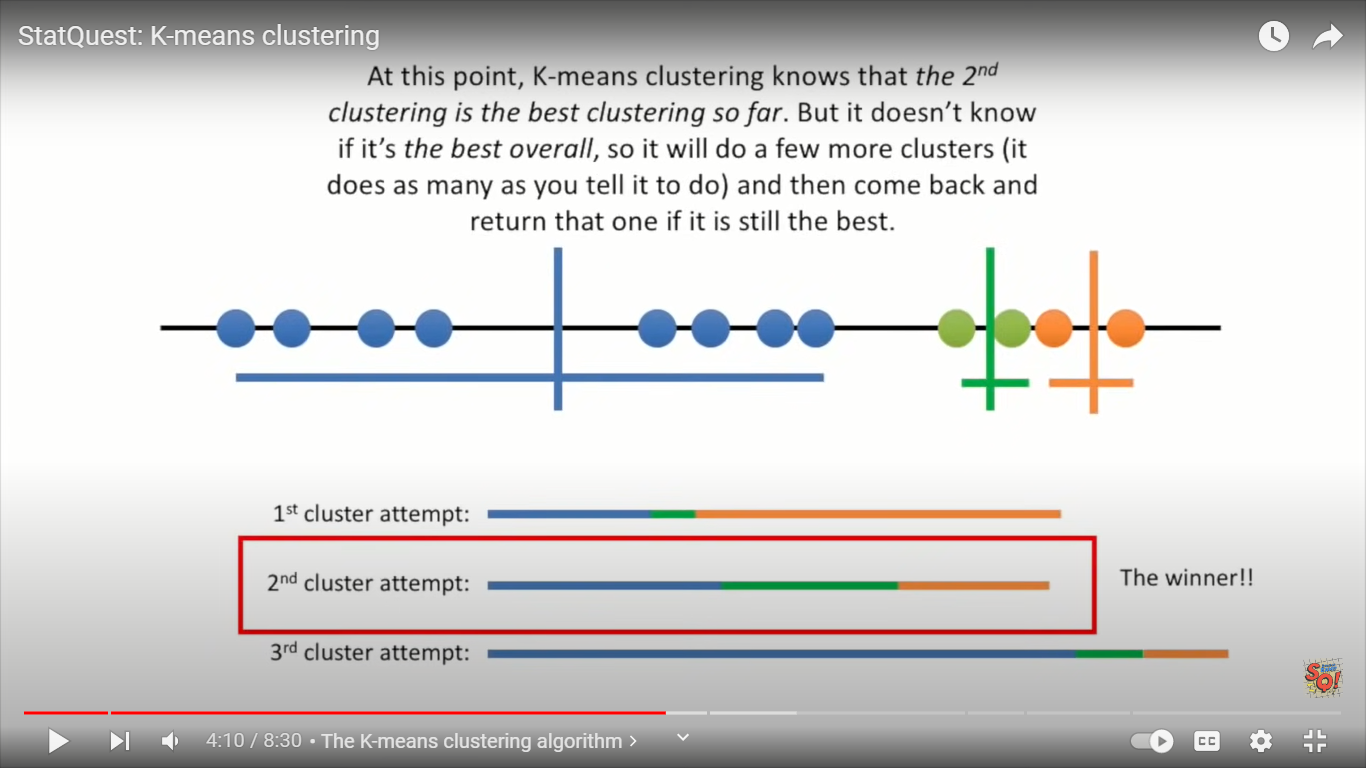 StatQuest: K-means clustering
At this point, K-means clustering knows that the 2nd
clustering is the best clustering so far. But it doesn’t know
if it’s the best overall, so it will do a few more clusters (it
does as many as you tell it to do) and then come back and
return that one if it is still the best.
1st cluster attempt:
2nd cluster attempt:
The winner!!
3rd cluster attempt:
SQ!
4:10 / 8:30 • The K-means clustering algorithm
CC